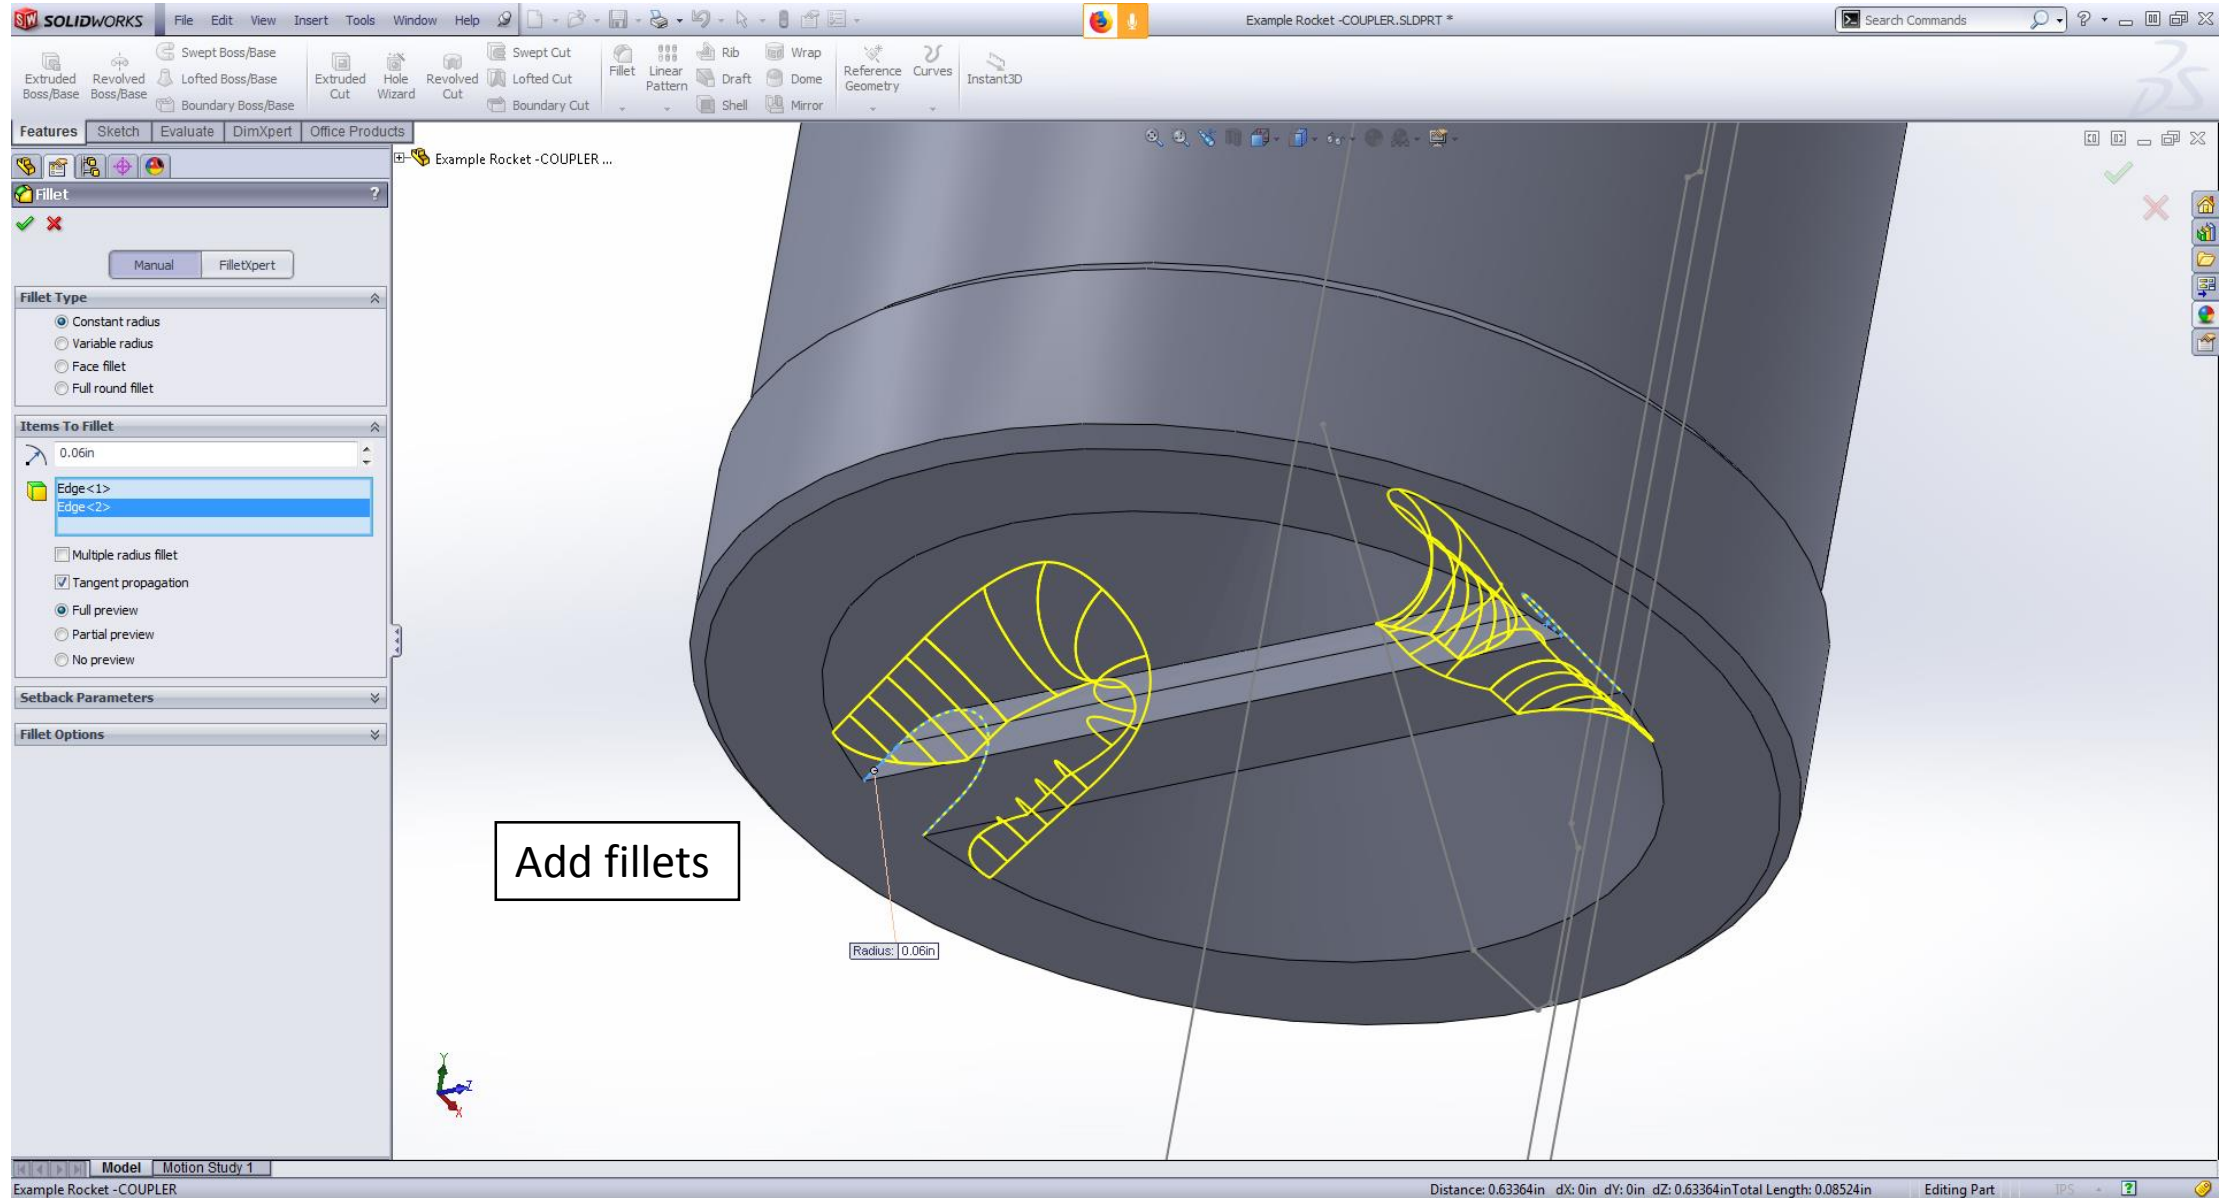 SOLIDWORKS File Edit View Insert Tools Window Help
Example Rocket -COUPLER.SLDPRT *
Search Commands
Extruded Boss/Base
Revolved Boss/Base
Swept Boss/Base
Lofted Boss/Base
Boundary Boss/Base
Extruded Cut
Hole Wizard
Revolved Cut
Swept Cut
Lofted Cut
Boundary Cut
Fillet
Linear Pattern
Rib
Draft
Shell
Wrap
Dome
Mirror
Reference Geometry
Curves
Instant3D
Features Sketch Evaluate DimXpert Office Products
Example Rocket -COUPLER ...
Fillet ?
Manual FilletXpert
Fillet Type
Constant radius
Variable radius
Face fillet
Full round fillet
Items To Fillet
0.06in
Edge<1>
Edge<2>
Multiple radius fillet
Tangent propagation
Full preview
Partial preview
No preview
Setback Parameters
Fillet Options
Add fillets
Radius: 0.06in
Y
Z
X
Model Motion Study 1
Example Rocket -COUPLER
Distance: 0.63364in dX: 0in dY: 0in dZ: 0.63364inTotal Length: 0.08524in Editing Part IPS